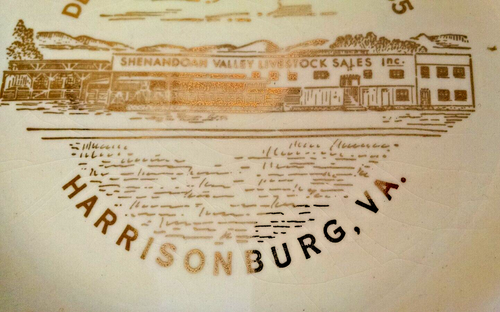 SHENANDOAH VALLEY LIVESTOCK SALES Inc.
HARRISONBURG, VA.